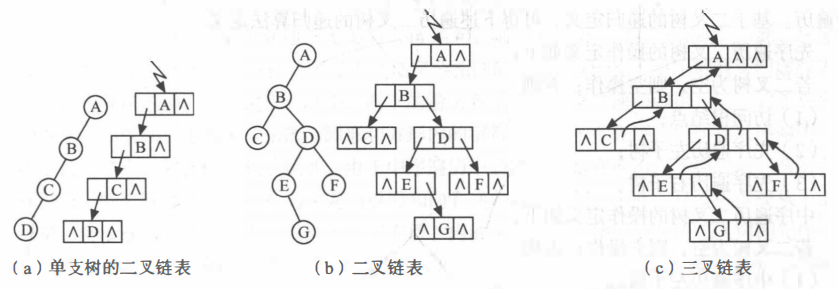 A
B
C
D
∧ A ∧
B ∧
C ∧
∧ D ∧
(a)单支树的二叉链表
A
B
C
D
E
F
G
A ∧
B
∧ C ∧
D
∧ E
∧ F ∧
∧ G ∧
(b)二叉链表
A ∧ ∧
B
∧ C ∧
D
∧ E
∧ F ∧
∧ G ∧
(c)三叉链表